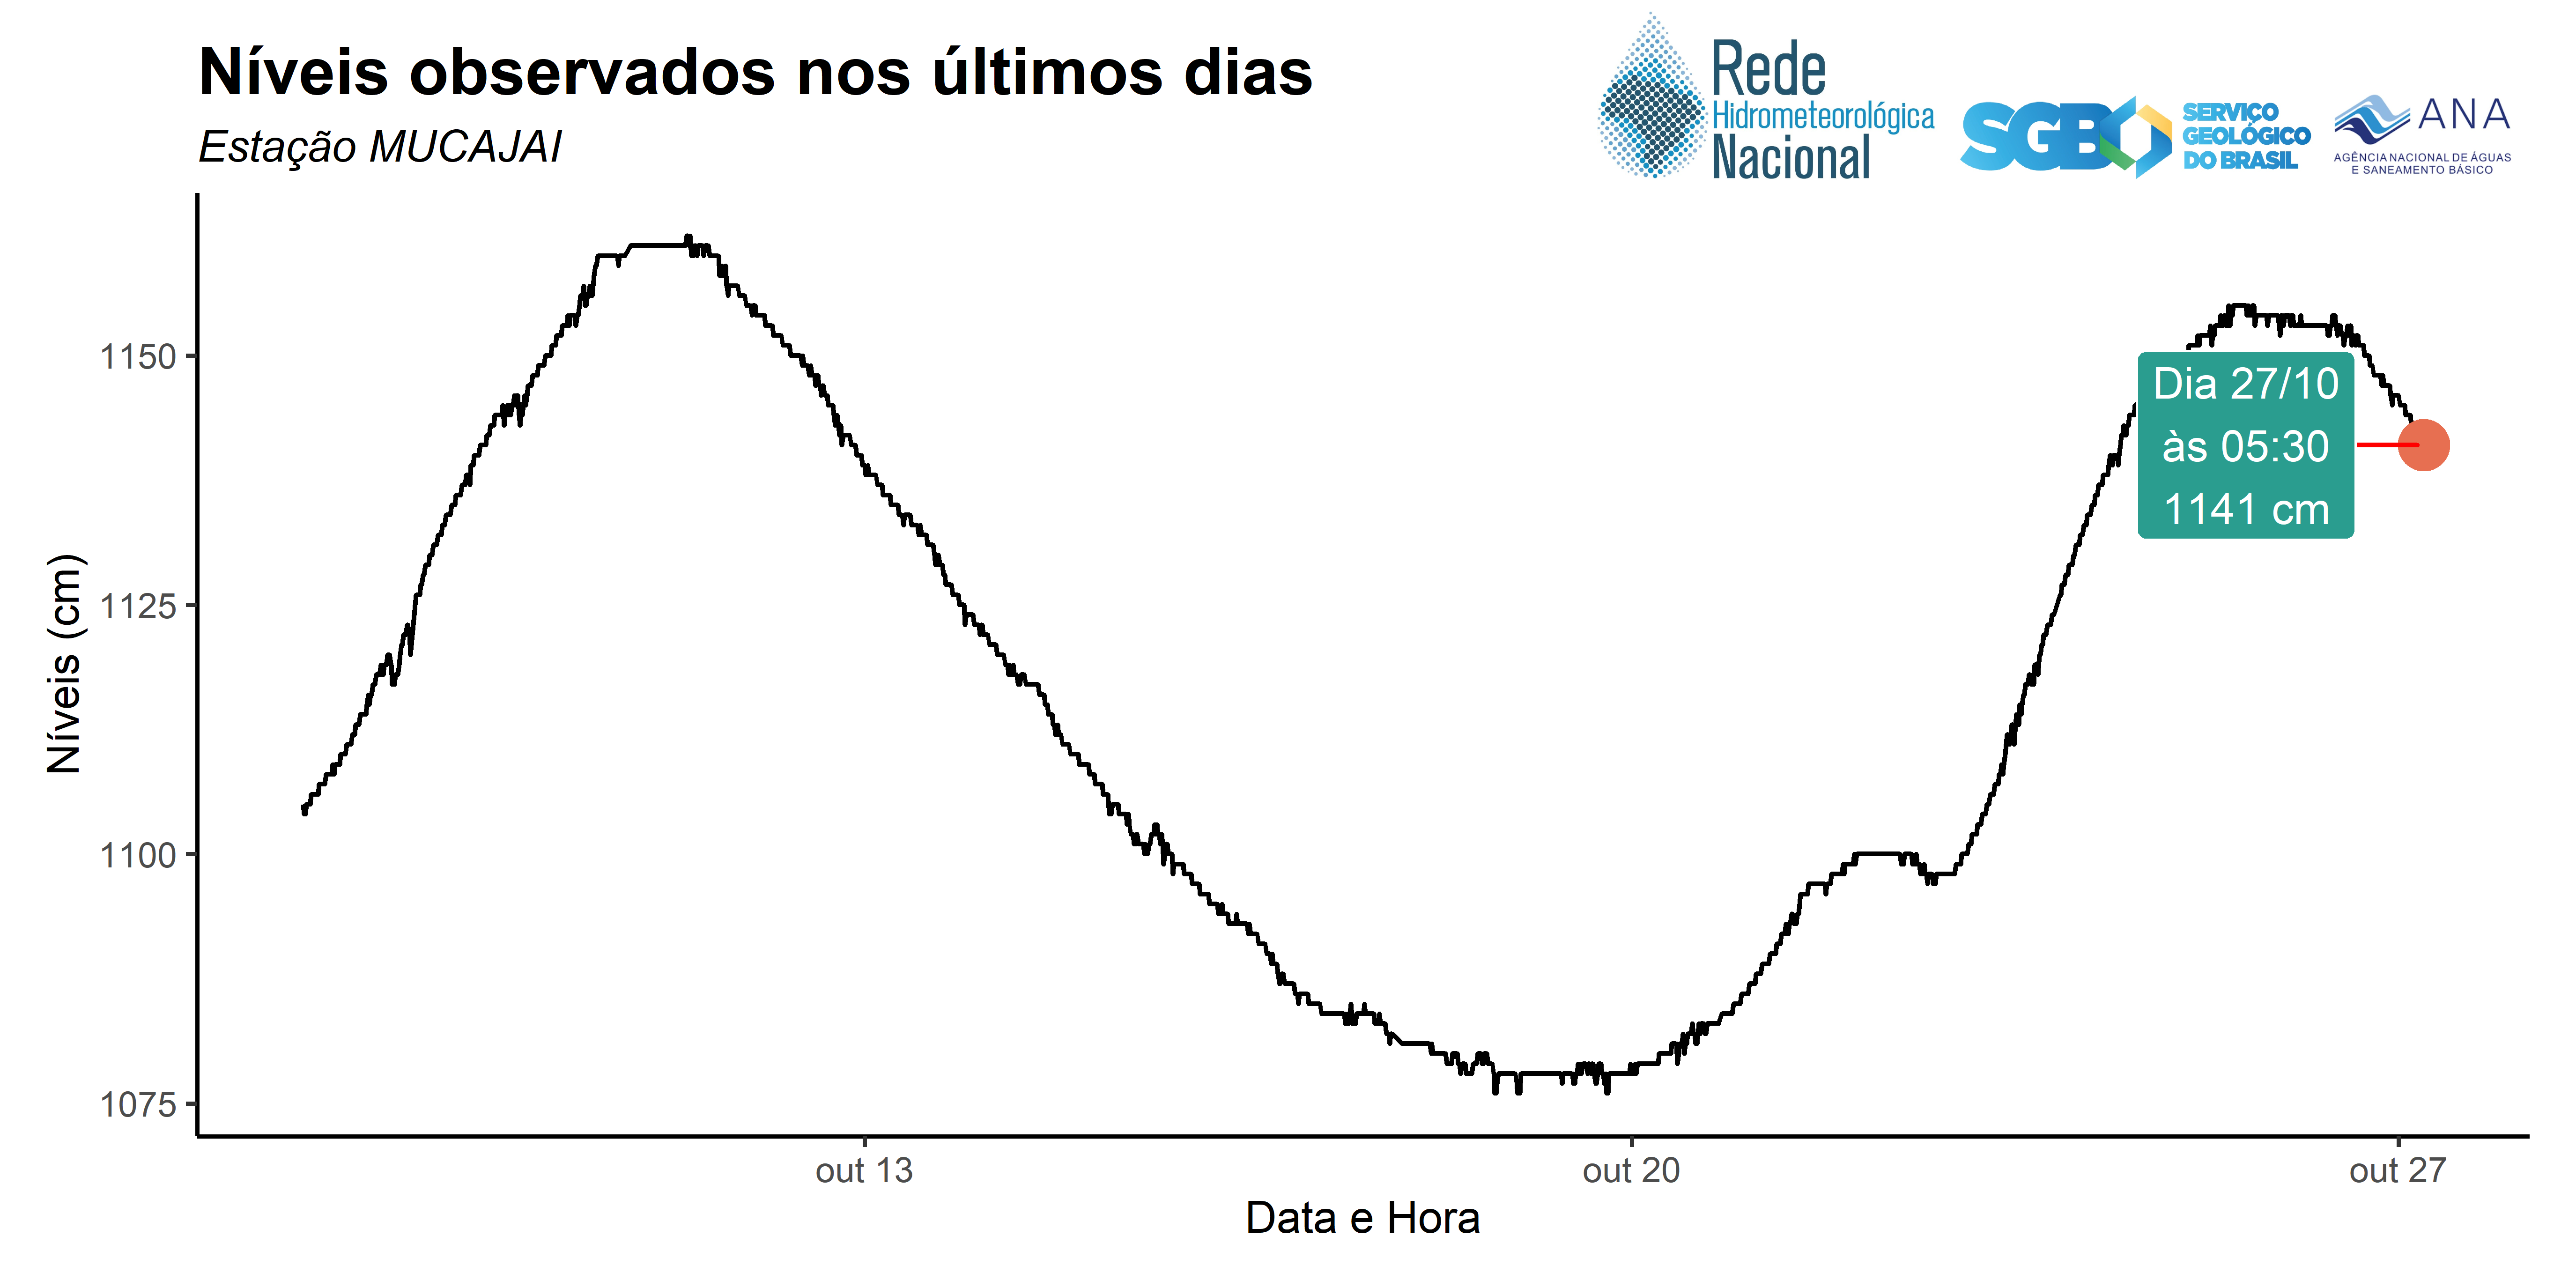 Níveis observados nos últimos dias
Estação MUCAJAI
Rede
Hidrometeorológica
Nacional
SGB
SERVIÇO
GEOLÓGICO
DO BRASIL
ANA
AGÊNCIA NACIONAL DE ÁGUAS
E SANEAMENTO BÁSICO
Níveis (cm)
1150
1125
1100
1075
Dia 27/10
às 05:30
1141 cm
out 13
out 20
out 27
Data e Hora